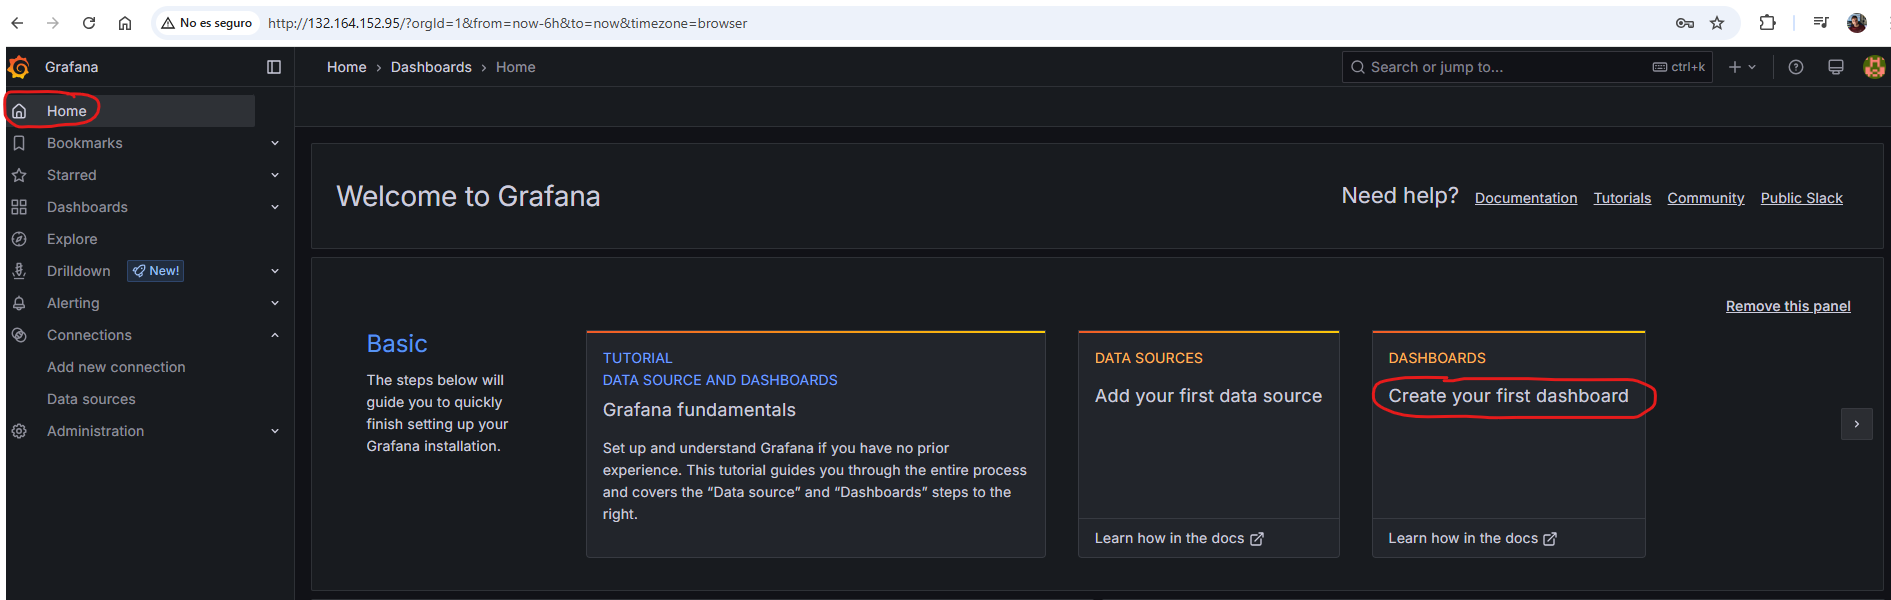 No es seguro
http://132.164.152.95/?orgId=1&from=now-6h&to=now&timezone=browser
Grafana
Home › Dashboards › Home
Search or jump to...
ctrl+k
Home
Bookmarks
Starred
Dashboards
Explore
Drilldown
New!
Alerting
Connections
Add new connection
Data sources
Administration
Welcome to Grafana
Need help?
Documentation
Tutorials
Community
Public Slack
Remove this panel
Basic
The steps below will
guide you to quickly
finish setting up your
Grafana installation.
TUTORIAL
DATA SOURCE AND DASHBOARDS
Grafana fundamentals
Set up and understand Grafana if you have no prior
experience. This tutorial guides you through the entire process
and covers the “Data source” and “Dashboards” steps to the
right.
DATA SOURCES
Add your first data source
Learn how in the docs
DASHBOARDS
Create your first dashboard
Learn how in the docs